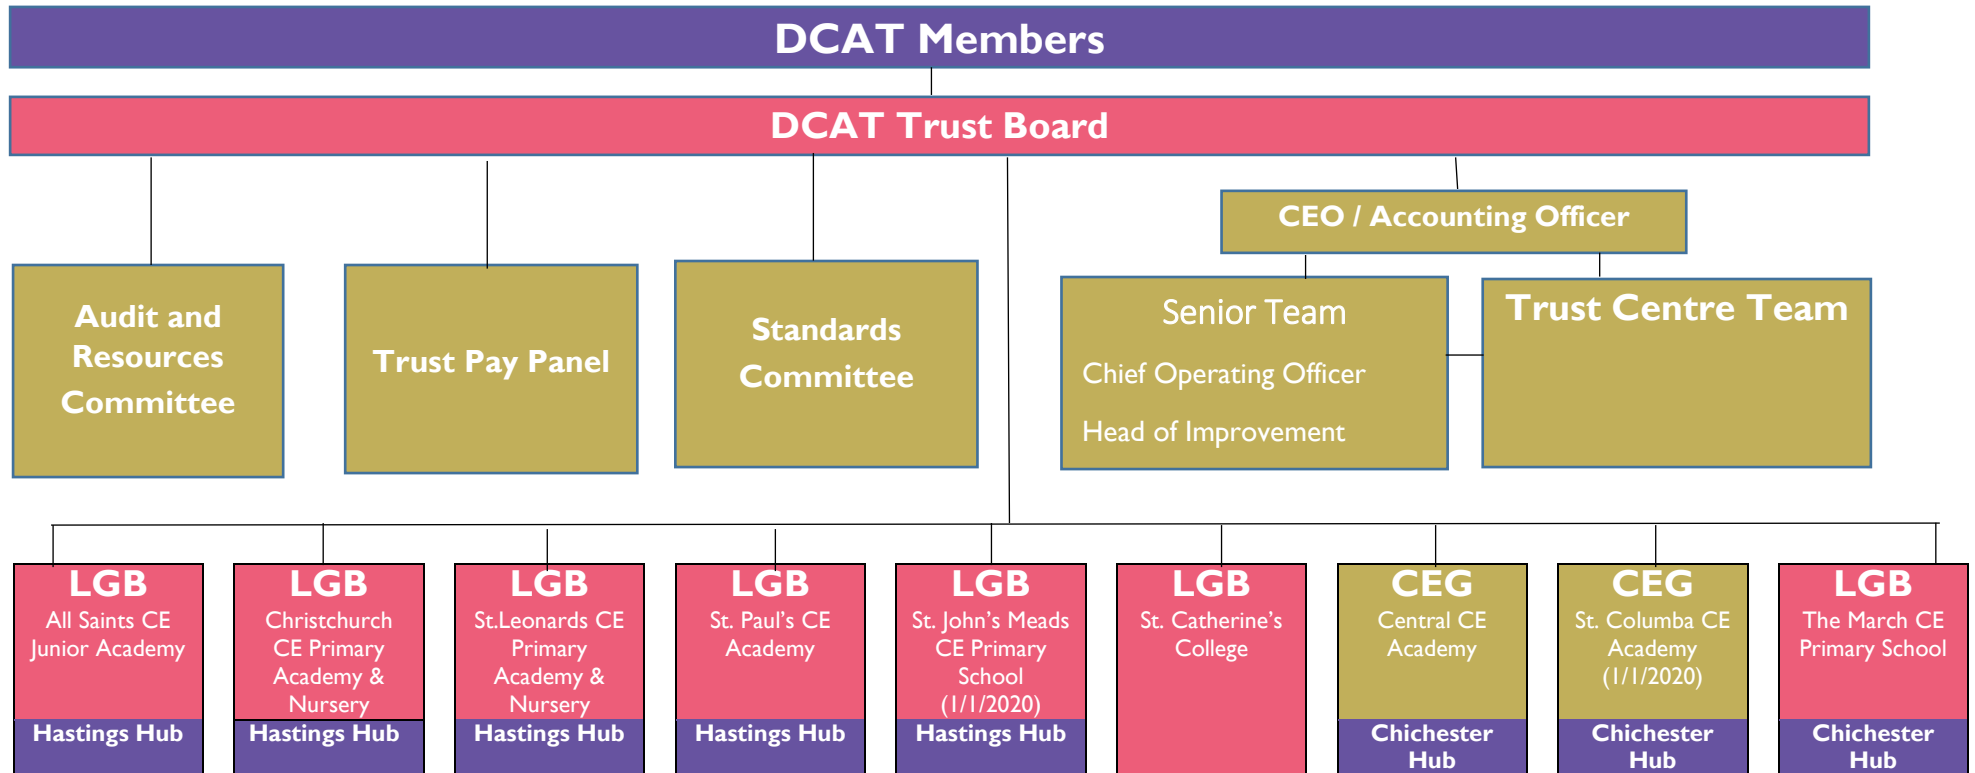 DCAT Members
DCAT Trust Board
CEO / Accounting Officer
Audit and
Resources
Committee
Trust Pay Panel
Standards
Committee
Senior Team
Chief Operating Officer
Head of Improvement
Trust Centre Team
LGB
All Saints CE
Junior Academy
Hastings Hub
LGB
Christchurch
CE Primary
Academy &
Nursery
Hastings Hub
LGB
St.Leonards CE
Primary
Academy &
Nursery
Hastings Hub
LGB
St. Paul's CE
Academy
Hastings Hub
LGB
St. John's Meads
CE Primary
School
(1/1/2020)
Hastings Hub
LGB
St. Catherine's
College
CEG
Central CE
Academy
Chichester
Hub
CEG
St. Columba CE
Academy
(1/1/2020)
Chichester
Hub
LGB
The March CE
Primary School
Chichester
Hub